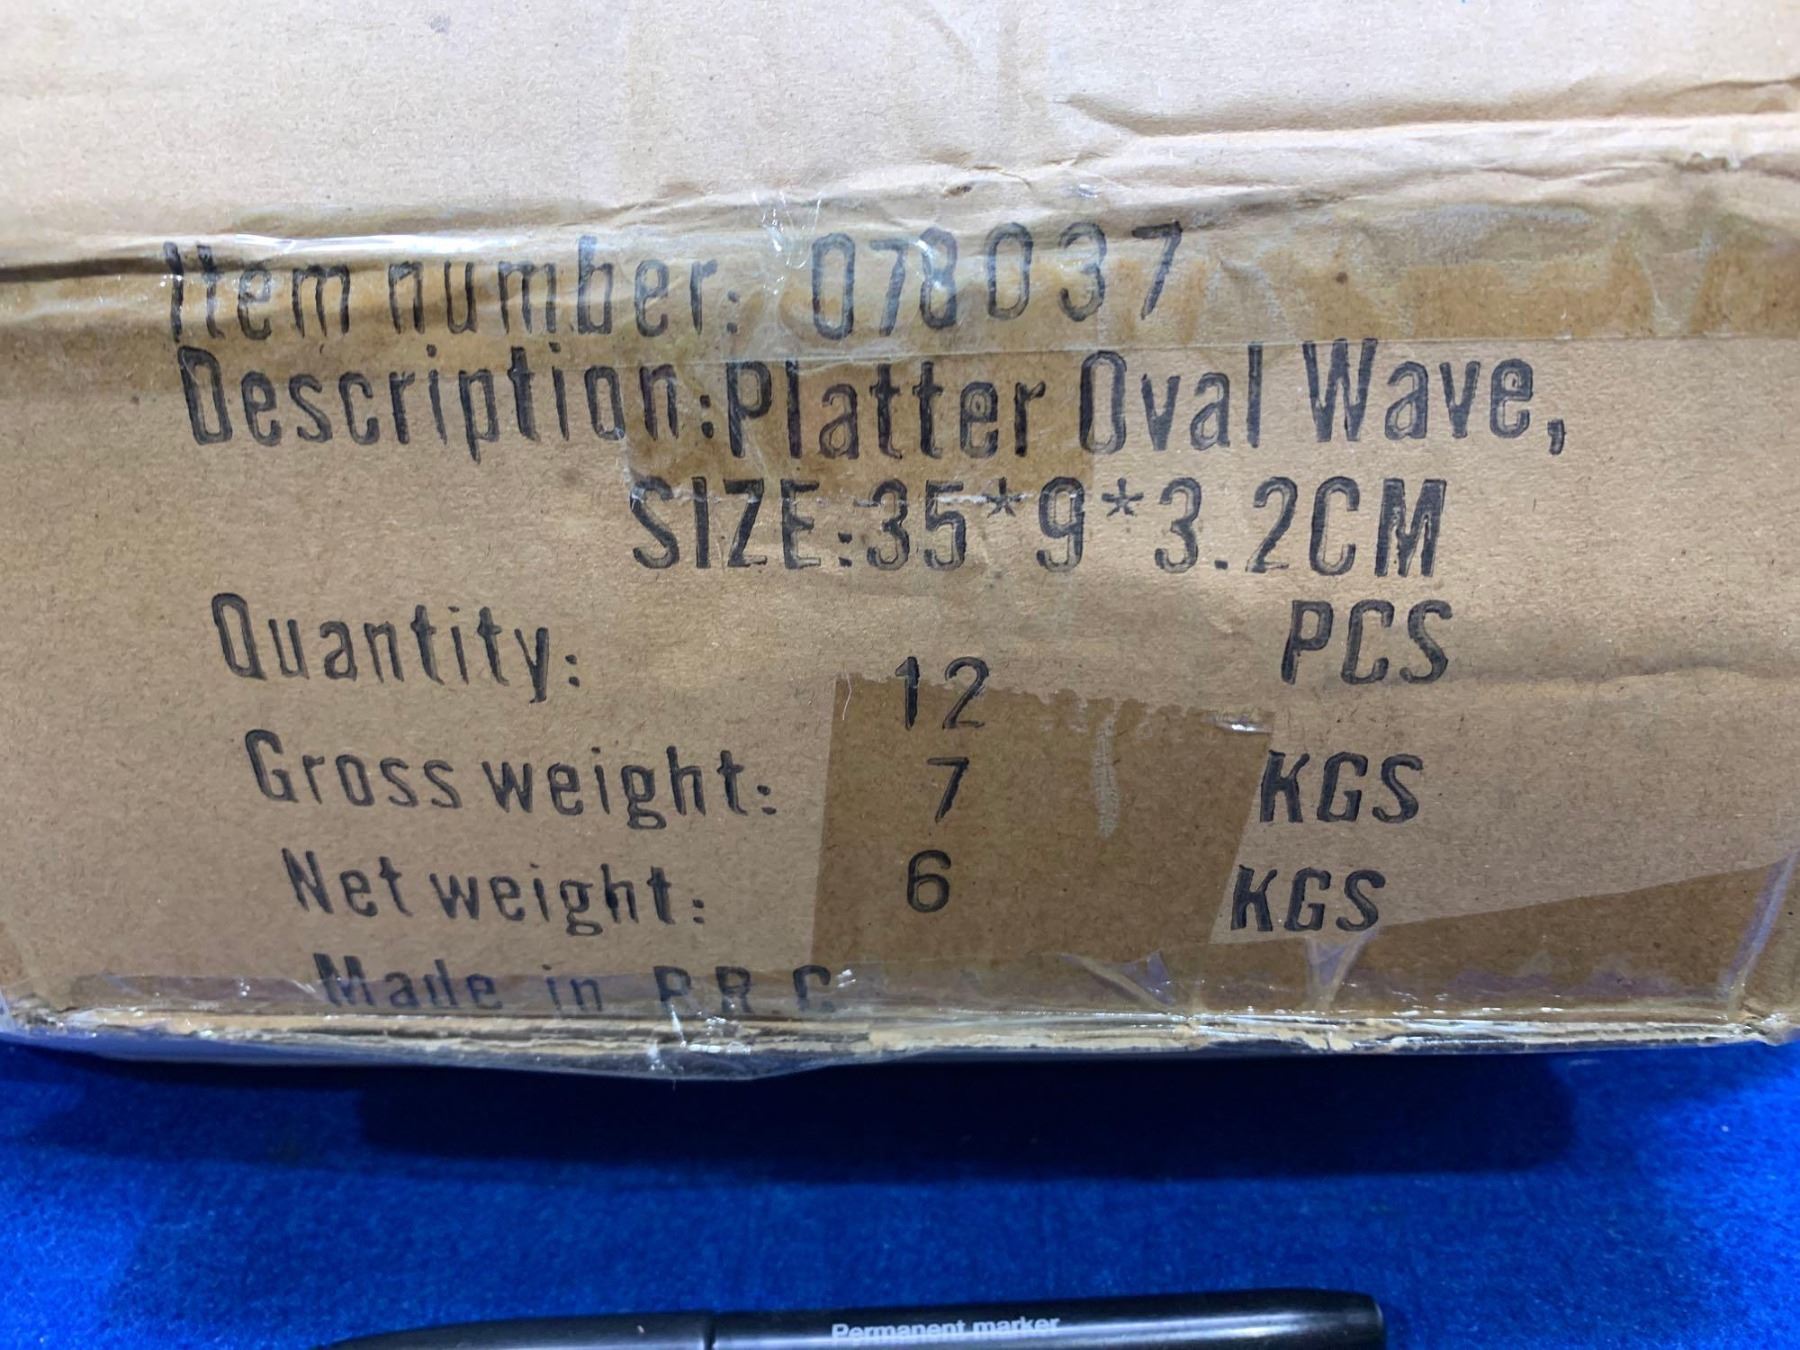 Item number: 078037
Description:Platter Oval Wave,
SIZE:35*9*3.2CM
Quantity: 12 PCS
Gross weight: 7 KGS
Net weight: 6 KGS
Made in P.R.C
Permanent marker